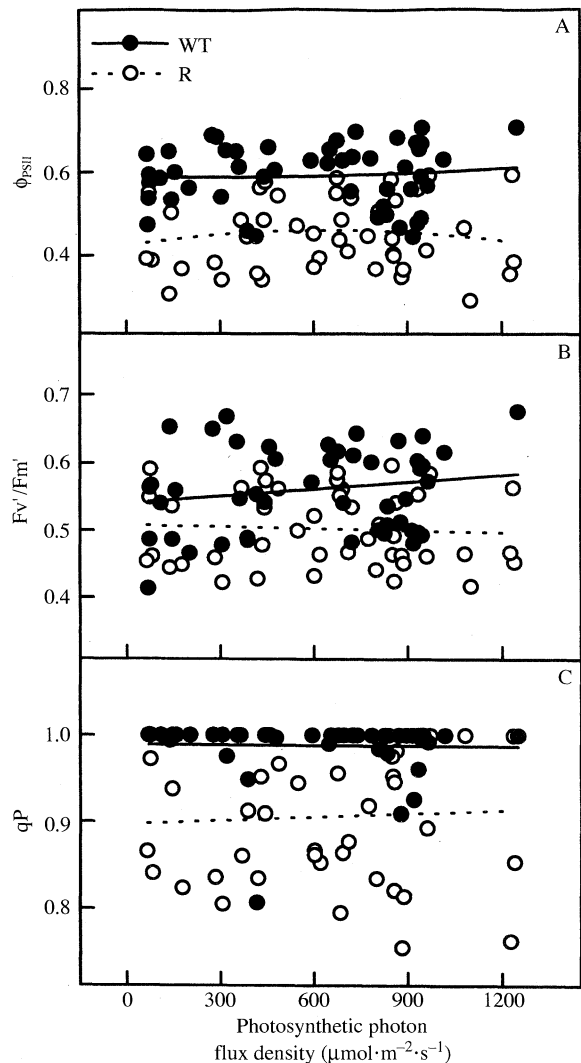 A
WT
R
0.8
0.6
0.4
ϕPSII
B
0.7
0.6
0.5
0.4
Fv'/Fm'
C
1.0
0.9
0.8
qP
0 300 600 900 1200
Photosynthetic photon
flux density (μmol·m⁻²·s⁻¹)